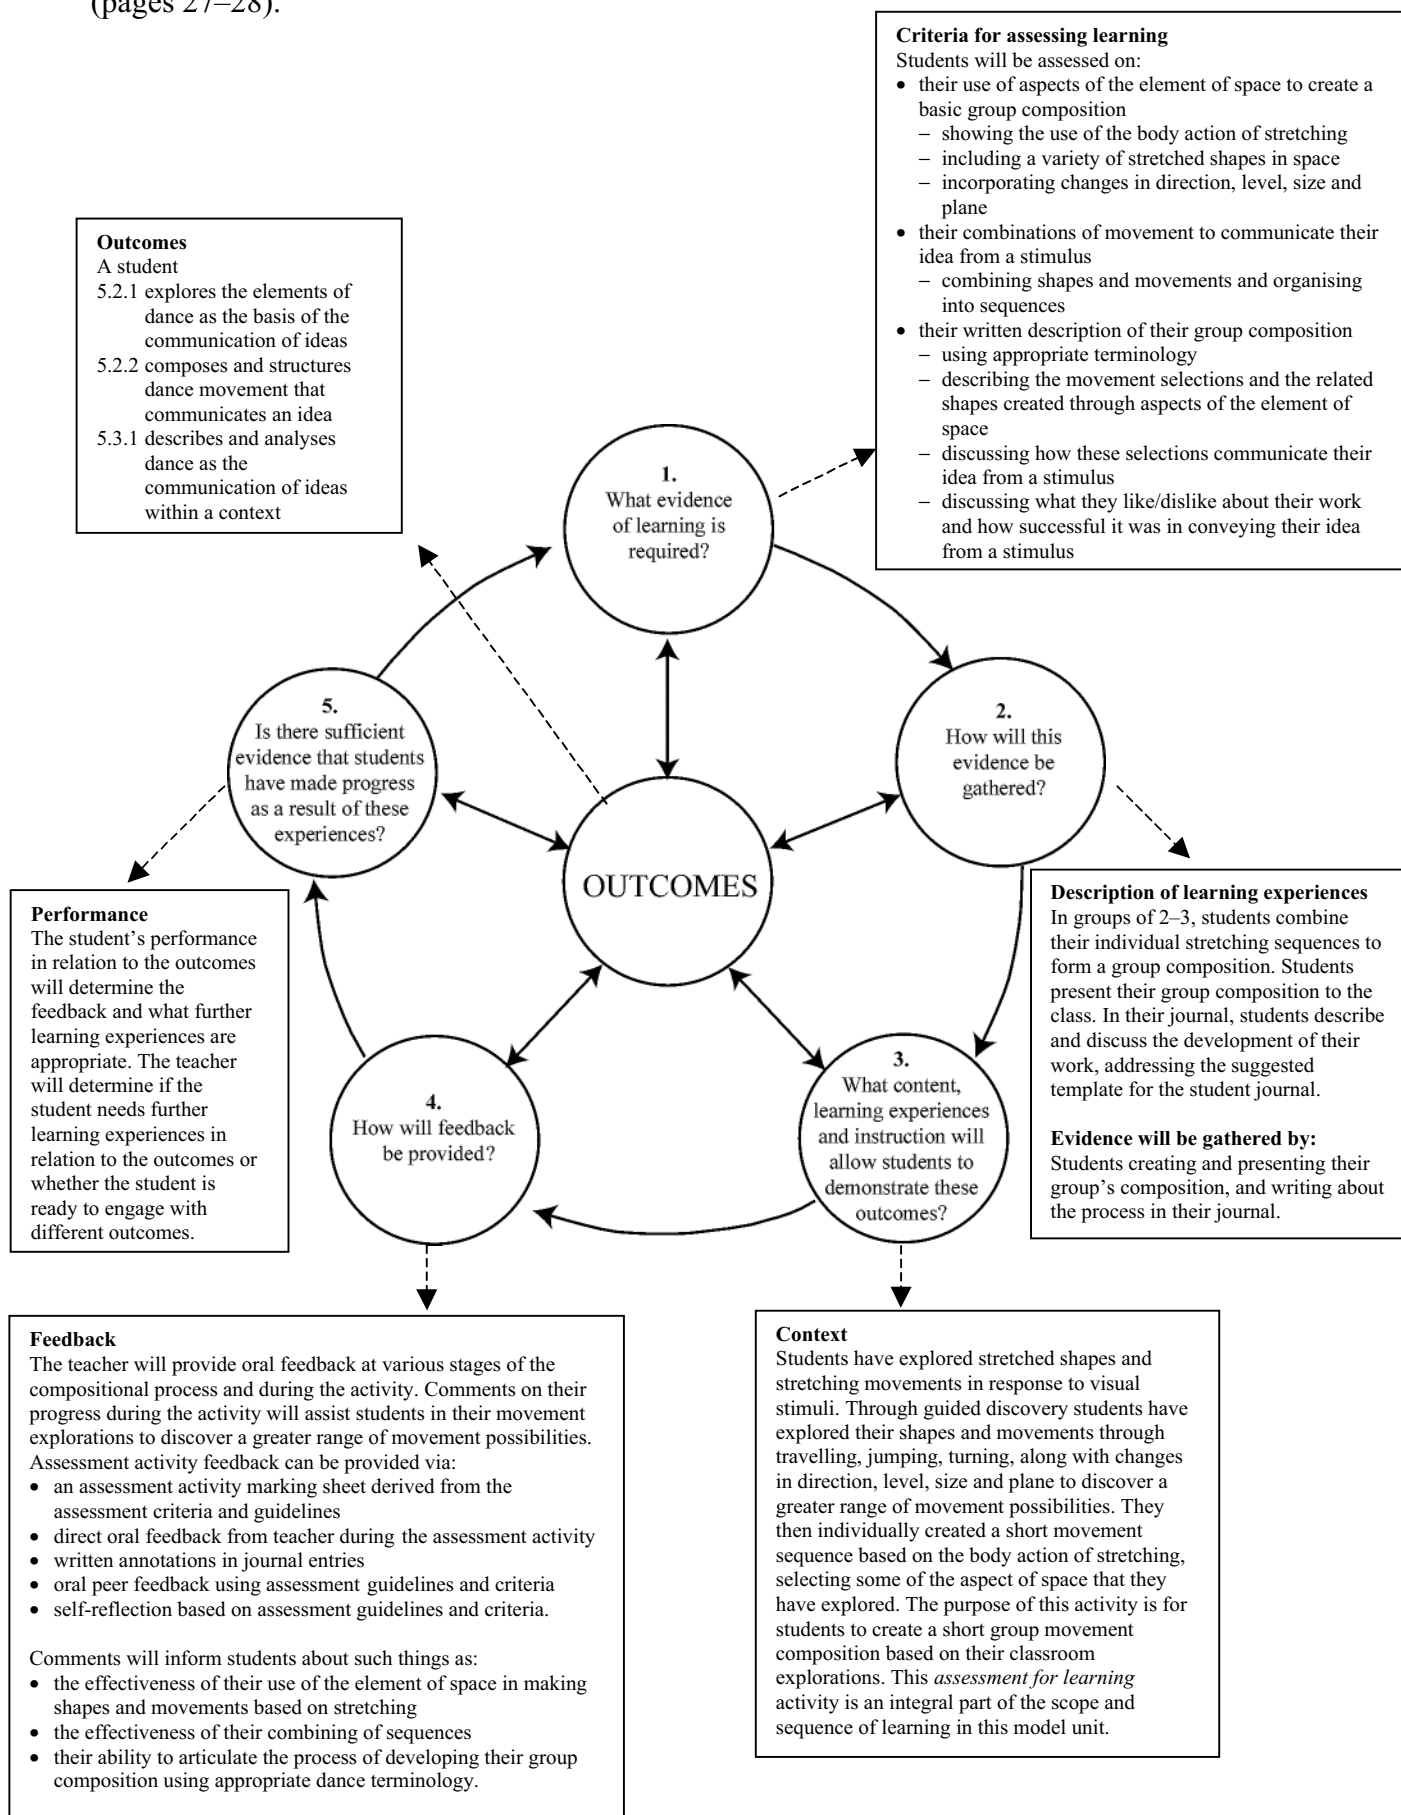 (pages 27–28).
Criteria for assessing learning
Students will be assessed on:
• their use of aspects of the element of space to create a
basic group composition
– showing the use of the body action of stretching
– including a variety of stretched shapes in space
– incorporating changes in direction, level, size and
plane
• their combinations of movement to communicate their
idea from a stimulus
– combining shapes and movements and organising
into sequences
• their written description of their group composition
– using appropriate terminology
– describing the movement selections and the related
shapes created through aspects of the element of
space
– discussing how these selections communicate their
idea from a stimulus
– discussing what they like/dislike about their work
and how successful it was in conveying their idea
from a stimulus
Outcomes
A student
5.2.1 explores the elements of
dance as the basis of the
communication of ideas
5.2.2 composes and structures
dance movement that
communicates an idea
5.3.1 describes and analyses
dance as the
communication of ideas
within a context
1.
What evidence
of learning is
required?
2.
How will this
evidence be
gathered?
5.
Is there sufficient
evidence that students
have made progress
as a result of these
experiences?
OUTCOMES
Description of learning experiences
In groups of 2–3, students combine
their individual stretching sequences to
form a group composition. Students
present their group composition to the
class. In their journal, students describe
and discuss the development of their
work, addressing the suggested
template for the student journal.
Evidence will be gathered by:
Students creating and presenting their
group's composition, and writing about
the process in their journal.
Performance
The student's performance
in relation to the outcomes
will determine the
feedback and what further
learning experiences are
appropriate. The teacher
will determine if the
student needs further
learning experiences in
relation to the outcomes or
whether the student is
ready to engage with
different outcomes.
3.
What content,
learning experiences
and instruction will
allow students to
demonstrate these
outcomes?
4.
How will feedback
be provided?
Feedback
The teacher will provide oral feedback at various stages of the
compositional process and during the activity. Comments on their
progress during the activity will assist students in their movement
explorations to discover a greater range of movement possibilities.
Assessment activity feedback can be provided via:
• an assessment activity marking sheet derived from the
assessment criteria and guidelines
• direct oral feedback from teacher during the assessment activity
• written annotations in journal entries
• oral peer feedback using assessment guidelines and criteria
• self-reflection based on assessment guidelines and criteria.
Comments will inform students about such things as:
• the effectiveness of their use of the element of space in making
shapes and movements based on stretching
• the effectiveness of their combining of sequences
• their ability to articulate the process of developing their group
composition using appropriate dance terminology.
Context
Students have explored stretched shapes and
stretching movements in response to visual
stimuli. Through guided discovery students have
explored their shapes and movements through
travelling, jumping, turning, along with changes
in direction, level, size and plane to discover a
greater range of movement possibilities. They
then individually created a short movement
sequence based on the body action of stretching,
selecting some of the aspect of space that they
have explored. The purpose of this activity is for
students to create a short group movement
composition based on their classroom
explorations. This assessment for learning
activity is an integral part of the scope and
sequence of learning in this model unit.